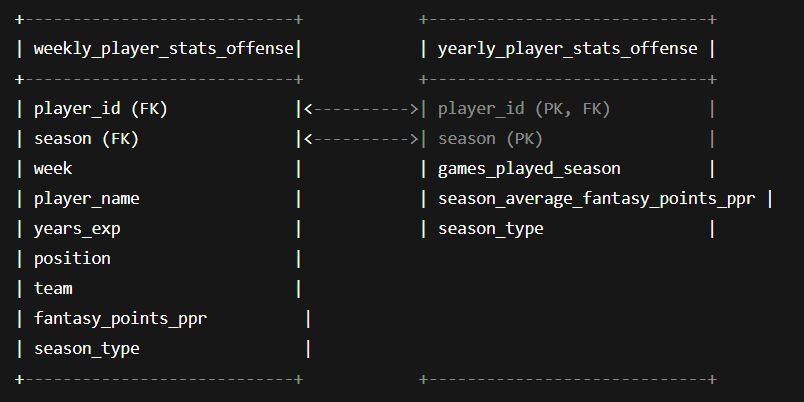 +---------------------------+            +----------------------------+
| weekly_player_stats_offense|            | yearly_player_stats_offense |
+---------------------------+            +----------------------------+
| player_id (FK)             |<---------->| player_id (PK, FK)          |
| season (FK)                |<---------->| season (PK)                 |
| week                       |            | games_played_season         |
| player_name                |            | season_average_fantasy_points_ppr |
| years_exp                  |            | season_type                 |
| position                   |
| team                       |
| fantasy_points_ppr          |
| season_type                 |
+---------------------------+            +----------------------------+